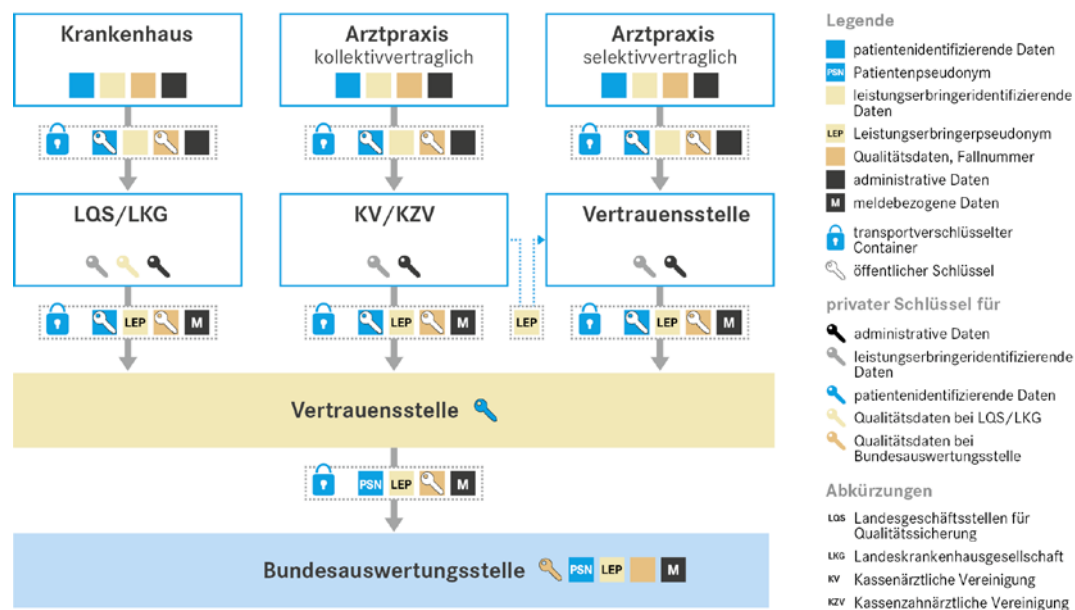 Krankenhaus
Arztpraxis
kollektivvertraglich
Arztpraxis
selektivvertraglich
LQS/LKG
KV/KZV
Vertrauensstelle
LEP
M
LEP
M
LEP
LEP
M
Vertrauensstelle
PSN
LEP
M
Bundesauswertungsstelle
PSN
LEP
M
Legende
patientenidentifizierende Daten
PSN Patientenpseudonym
leistungserbringeridentifizierende
Daten
LEP Leistungserbringerpseudonym
Qualitätsdaten, Fallnummer
administrative Daten
M meldebezogene Daten
transportverschlüsselter
Container
öffentlicher Schlüssel
privater Schlüssel für
administrative Daten
leistungserbringeridentifizierende
Daten
patientenidentifizierende Daten
Qualitätsdaten bei LQS/LKG
Qualitätsdaten bei
Bundesauswertungsstelle
Abkürzungen
LQS Landesgeschäftsstellen für
Qualitätssicherung
LKG Landeskrankenhausgesellschaft
KV Kassenärztliche Vereinigung
KZV Kassenzahnärztliche Vereinigung